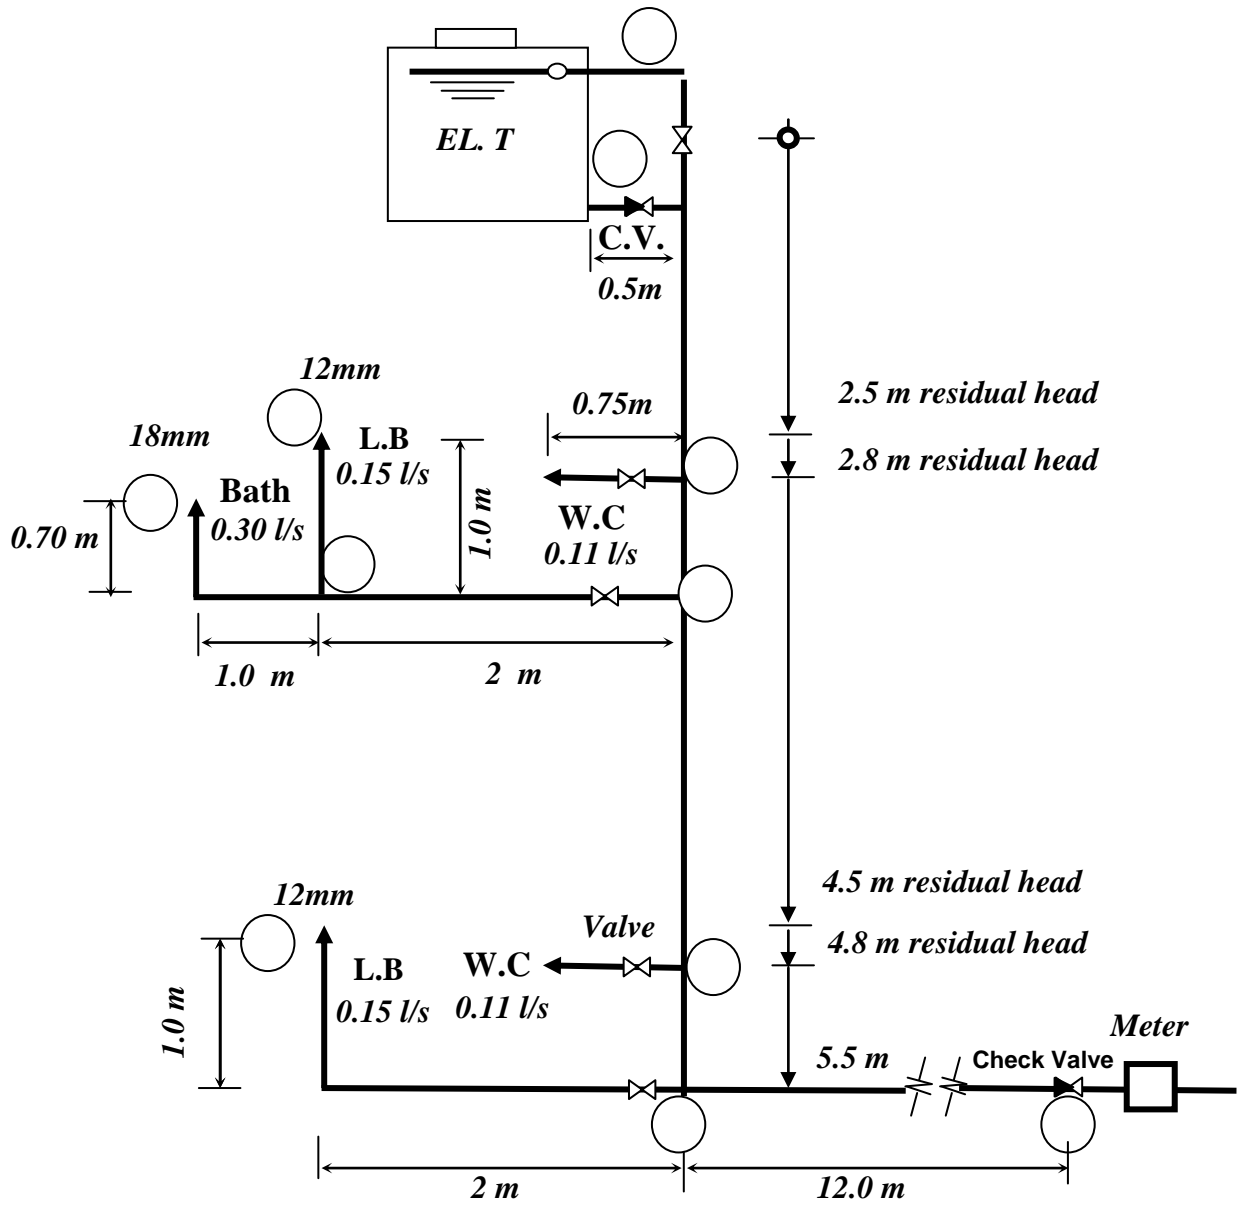 EL. T
C.V.
0.5m
12mm
0.75m
2.5 m residual head
18mm
L.B
0.15 l/s
2.8 m residual head
Bath
0.30 l/s
1.0 m
W.C
0.11 l/s
0.70 m
1.0 m
2 m
12mm
4.5 m residual head
Valve
4.8 m residual head
L.B
0.15 l/s
W.C
0.11 l/s
1.0 m
Meter
5.5 m
Check Valve
2 m
12.0 m